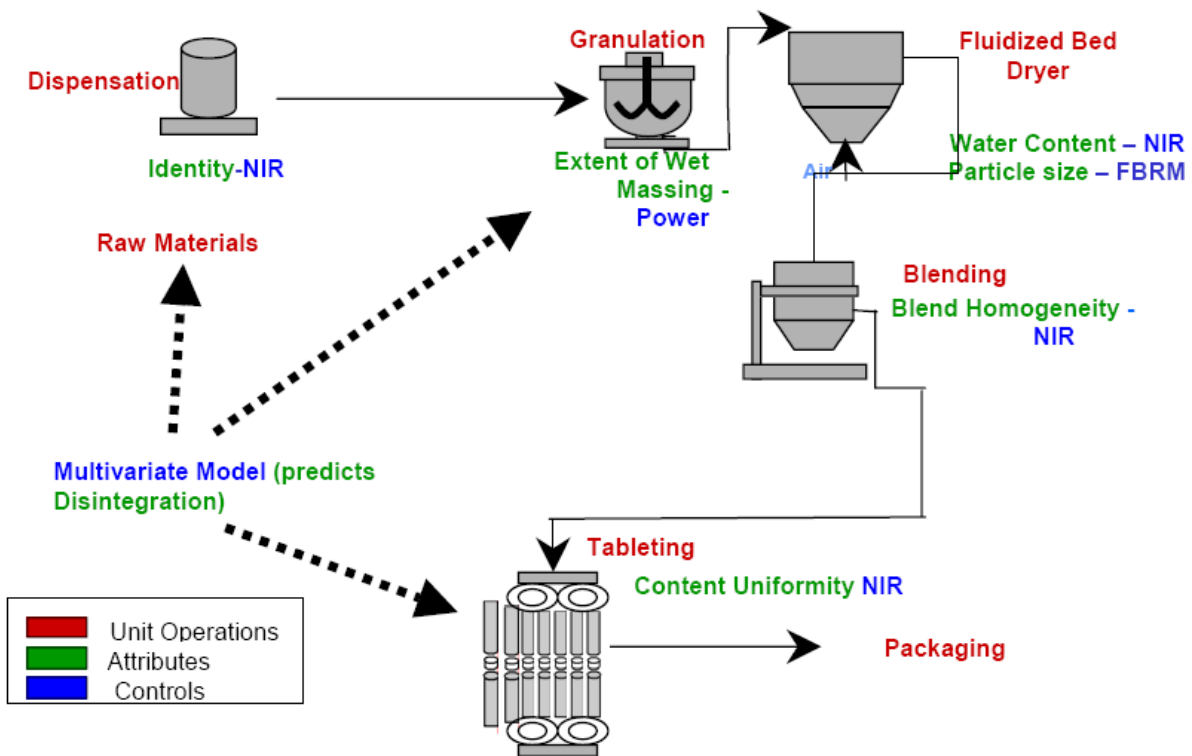 Dispensation
Identity-NIR
Granulation
Extent of Wet
Massing -
Power
Fluidized Bed
Dryer
Water Content – NIR
Particle size – FBRM
Air
Raw Materials
Blending
Blend Homogeneity -
NIR
Multivariate Model (predicts
Disintegration)
Tableting
Content Uniformity NIR
Packaging
Unit Operations
Attributes
Controls